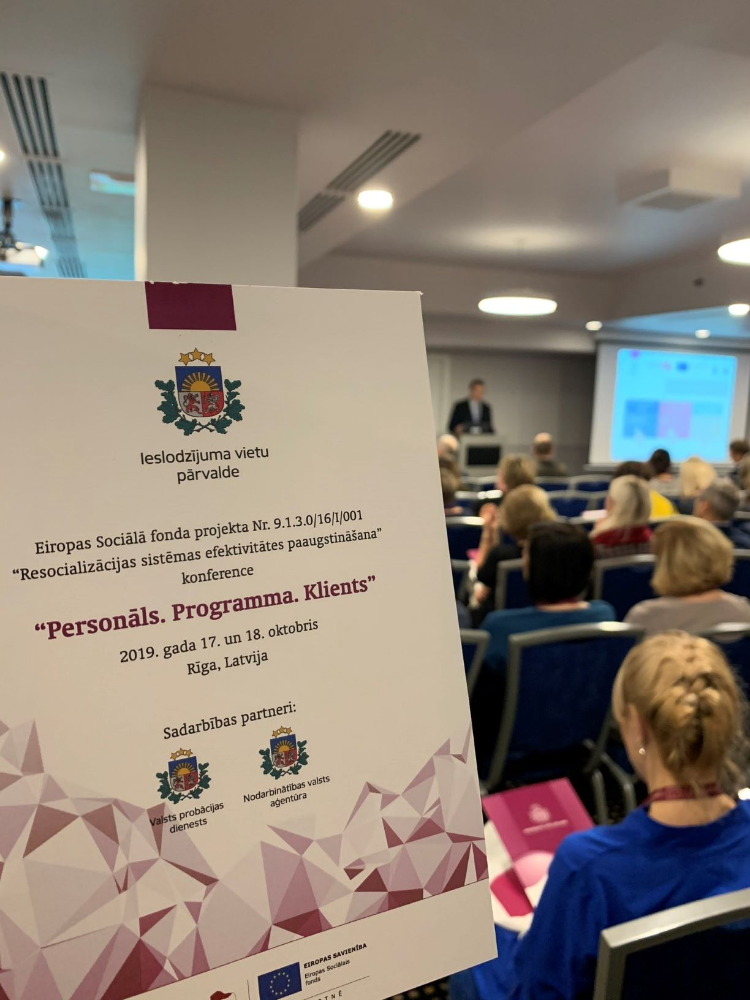 Ieslodzījuma vietu
pārvalde
Eiropas Sociālā fonda projekta Nr. 9.1.3.0/16/I/001
“Resocializācijas sistēmas efektivitātes paaugstināšana”
konference
“Personāls. Programma. Klients”
2019. gada 17. un 18. oktobris
Rīga, Latvija
Sadarbības partneri:
Valsts probācijas
dienests
Nodarbinātības valsts
aģentūra
EIROPAS SAVIENĪBA
Eiropas Sociālais
fonds